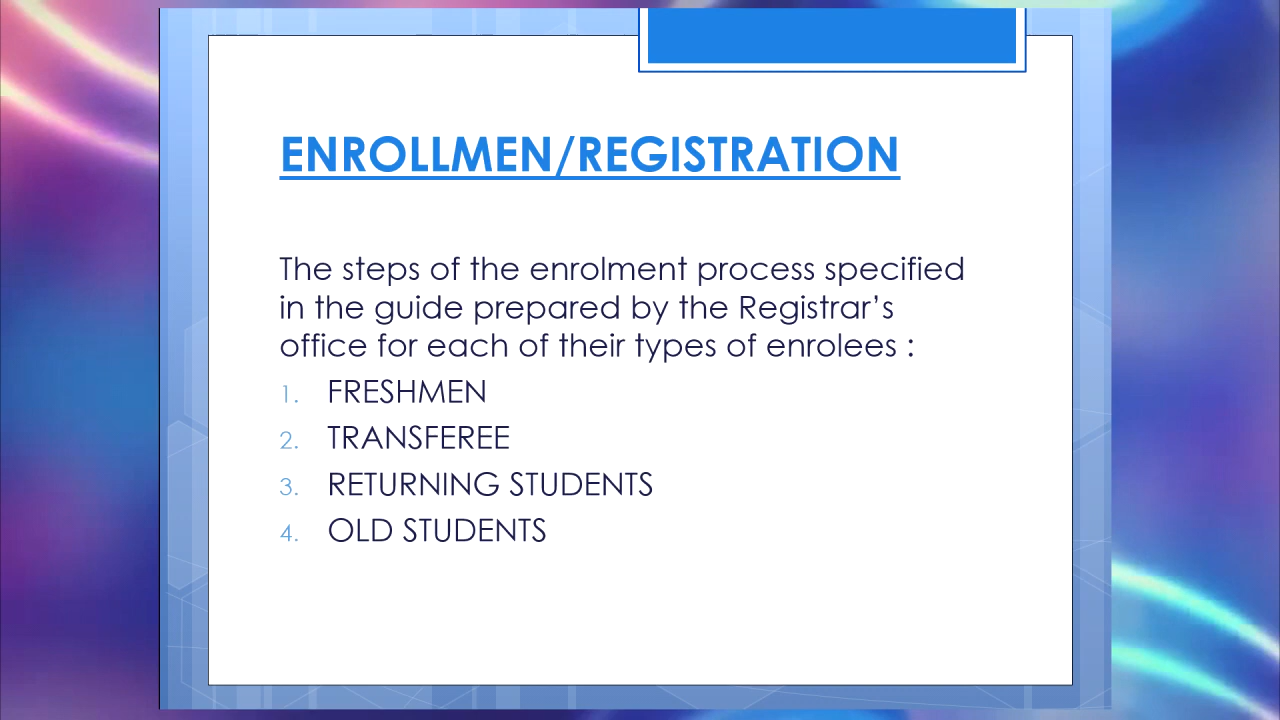 ENROLLMEN/REGISTRATION
The steps of the enrolment process specified
in the guide prepared by the Registrar’s
office for each of their types of enrolees :
1. FRESHMEN
2. TRANSFEREE
3. RETURNING STUDENTS
4. OLD STUDENTS